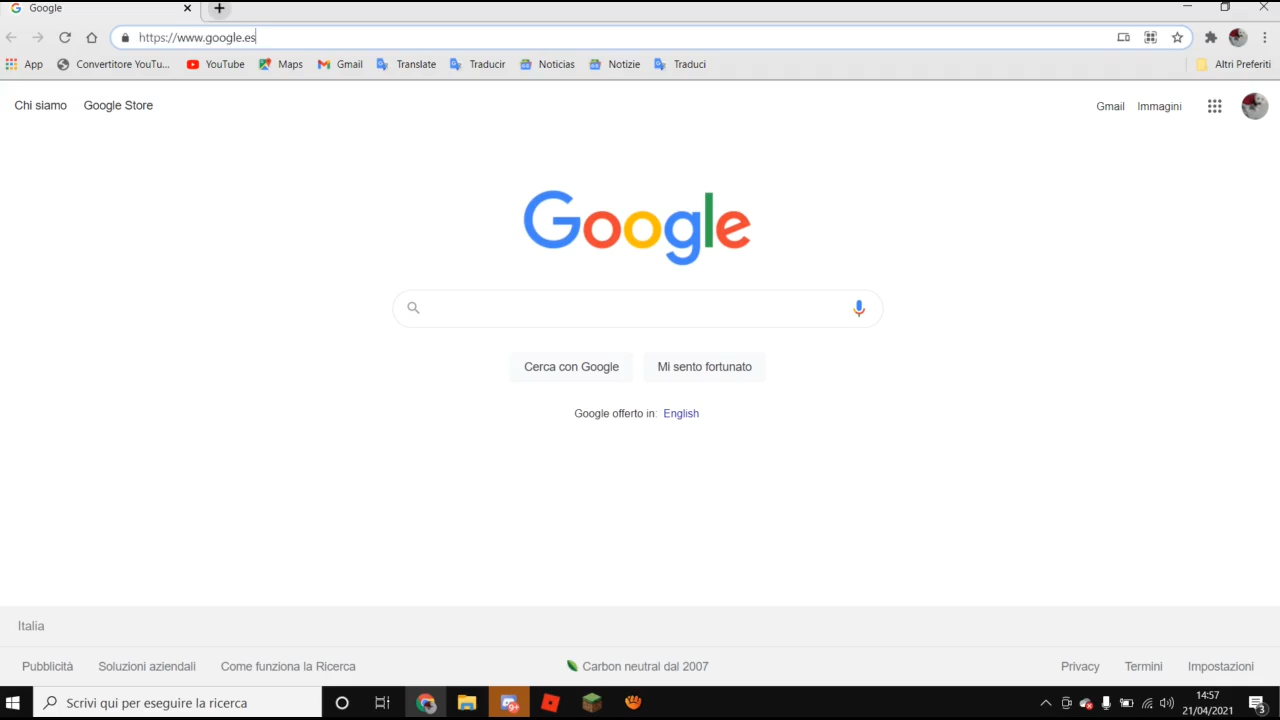 Google
https://www.google.es
App Convertitore YouTu... YouTube Maps Gmail Translate Traducir Noticias Notizie Traduci Altri Preferiti
Chi siamo Google Store Gmail Immagini
Google
Cerca con Google Mi sento fortunato
Google offerto in: English
Italia
Pubblicità Soluzioni aziendali Come funziona la Ricerca Carbon neutral dal 2007 Privacy Termini Impostazioni
Scrivi qui per eseguire la ricerca 9+ 14:57
21/04/2021 3